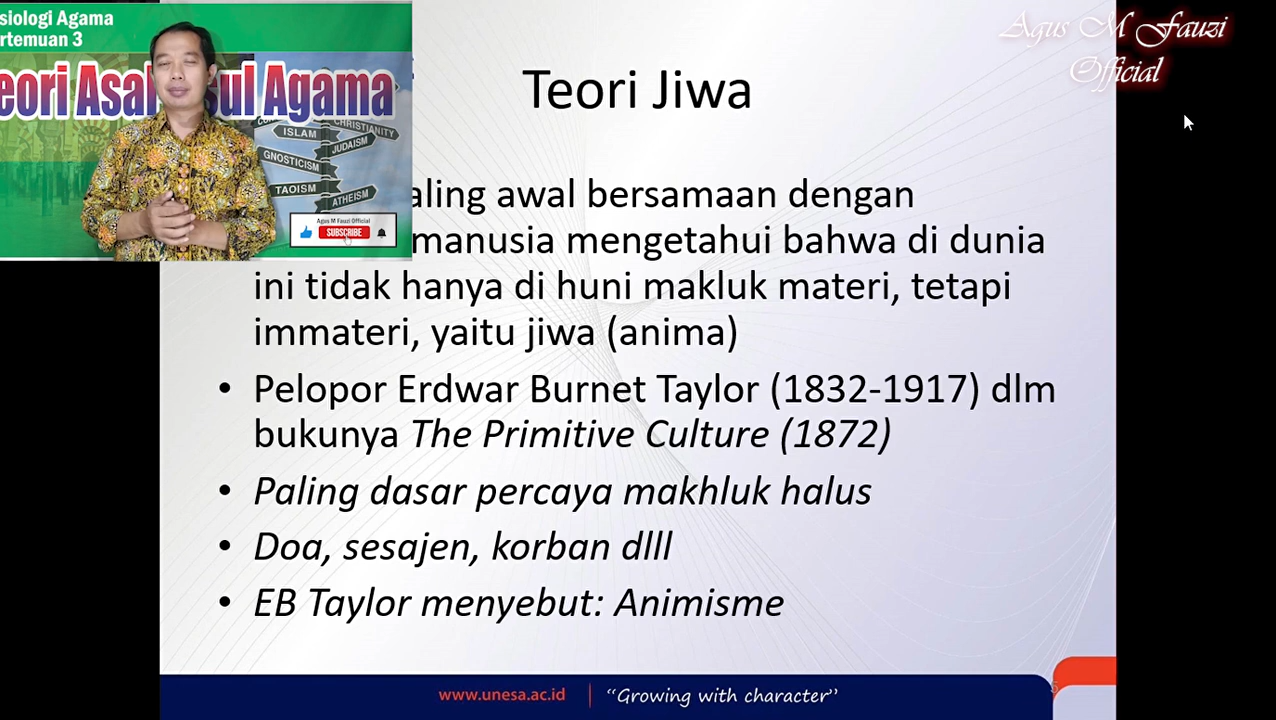 siologi Agama
rtemuan 3
eori Asal sul Agama
ISLAM
CHRISTIANITY
JUDAISM
GNOSTICISM
TAOISM
ATHEISM
Agus M Fauzi Official
SUBSCRIBE
Agus M Fauzi
Official
Teori Jiwa
aling awal bersamaan dengan
manusia mengetahui bahwa di dunia
ini tidak hanya di huni makluk materi, tetapi
immateri, yaitu jiwa (anima)
• Pelopor Erdwar Burnet Taylor (1832-1917) dlm
bukunya The Primitive Culture (1872)
• Paling dasar percaya makhluk halus
• Doa, sesajen, korban dlll
• EB Taylor menyebut: Animisme
www.unesa.ac.id | “Growing with character”